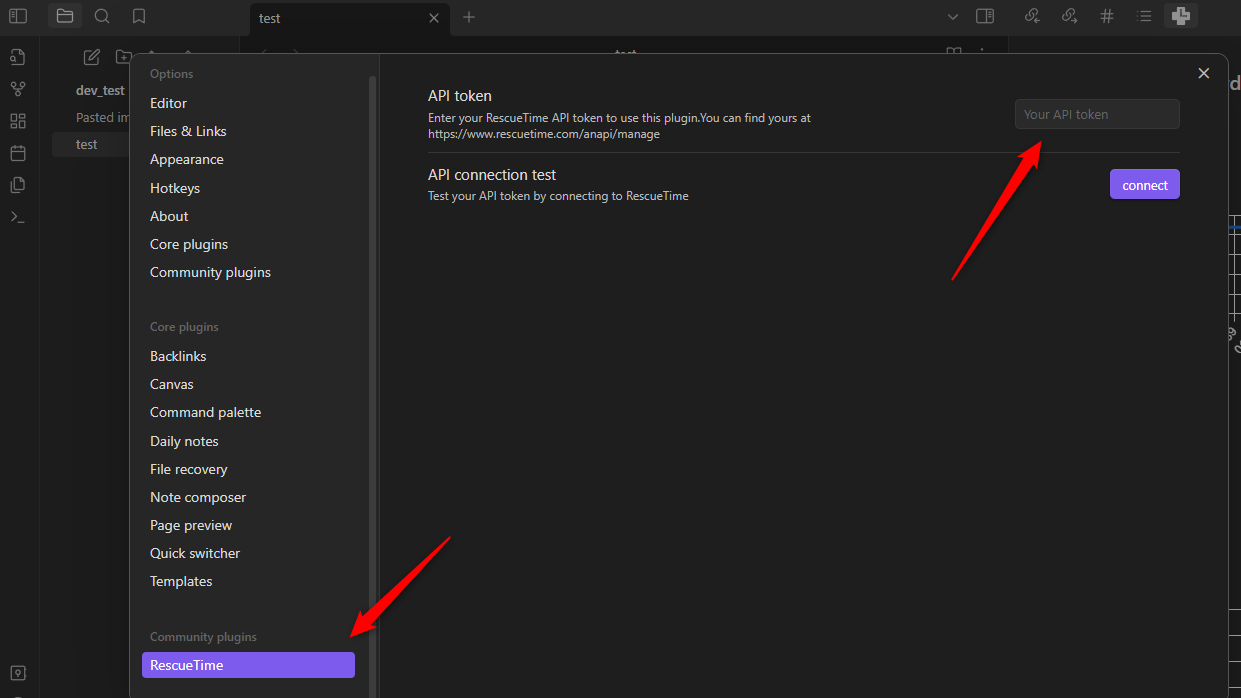 test
dev_test
Pasted im
test
Options
Editor
Files & Links
Appearance
Hotkeys
About
Core plugins
Community plugins
Core plugins
Backlinks
Canvas
Command palette
Daily notes
File recovery
Note composer
Page preview
Quick switcher
Templates
Community plugins
RescueTime
API token
Enter your RescueTime API token to use this plugin.You can find yours at
https://www.rescuetime.com/anapi/manage
Your API token
API connection test
Test your API token by connecting to RescueTime
connect